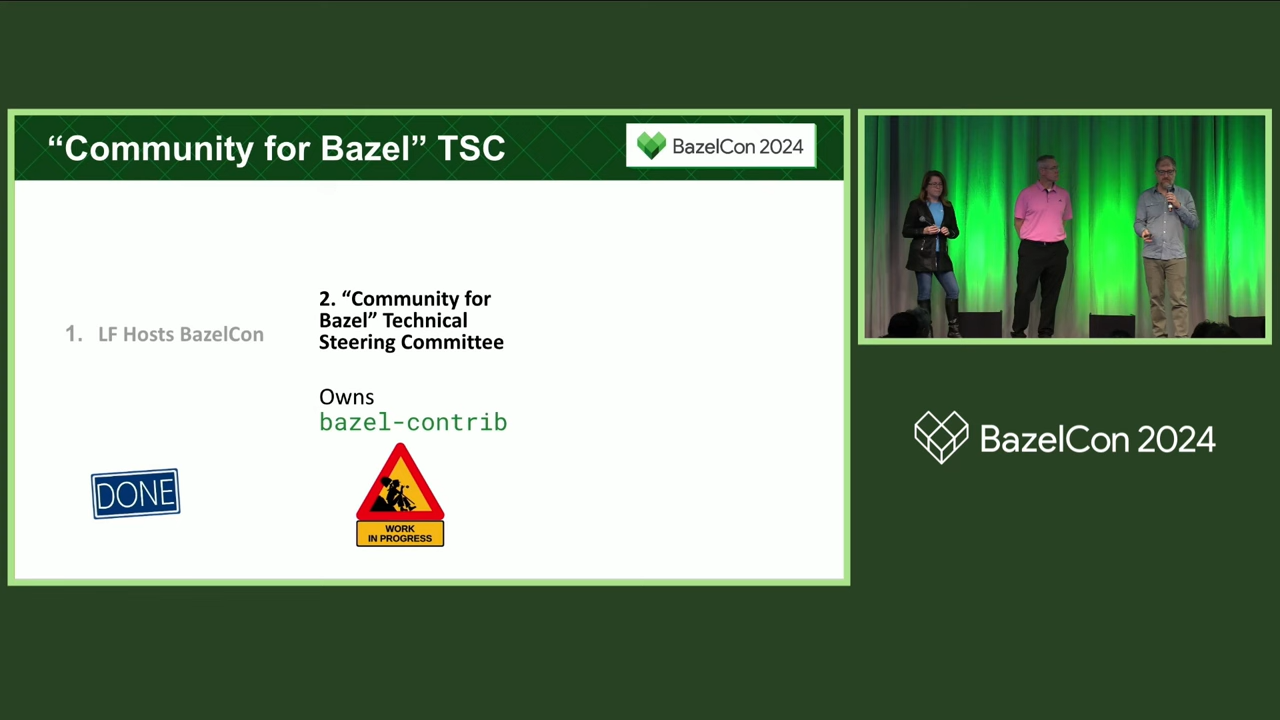 “Community for Bazel” TSC
BazelCon 2024
1. LF Hosts BazelCon
2. “Community for
Bazel” Technical
Steering Committee
Owns
bazel-contrib
DONE
WORK
IN PROGRESS
BazelCon 2024